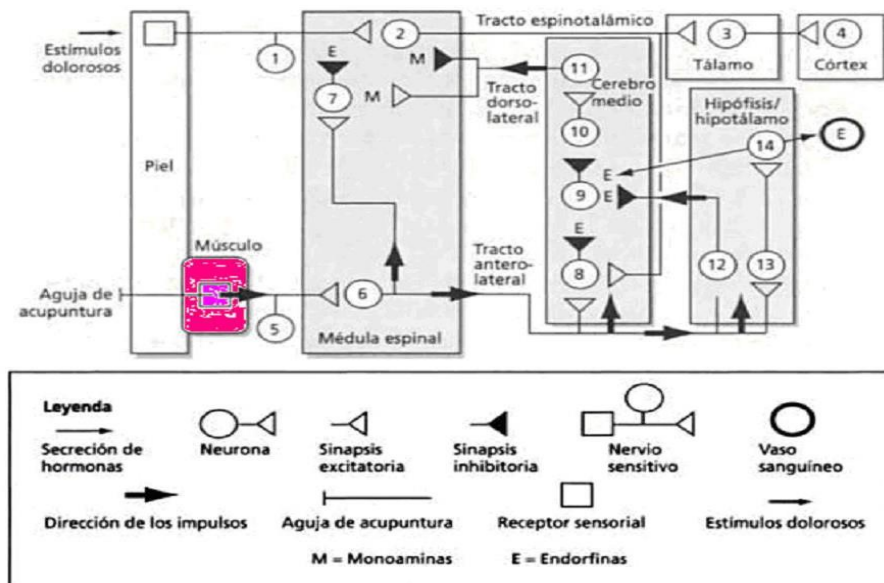 Tracto espinotalámico
Estímulos
dolorosos
1
2
3
4
Tálamo
Córtex
E
7
M
M
Tracto
dorso-
lateral
11
Cerebro
medio
10
Hipófisis/
hipotálamo
14
E
Piel
E
9
E
E
8
12
13
Músculo
Aguja de
acupuntura
5
6
Médula espinal
Tracto
antero-
lateral
Leyenda
Secreción de
hormonas
Neurona
Sinapsis
excitatoria
Sinapsis
inhibitoria
Nervio
sensitivo
Vaso
sanguíneo
Dirección de los impulsos
Aguja de acupuntura
Receptor sensorial
Estímulos dolorosos
M = Monoaminas
E = Endorfinas